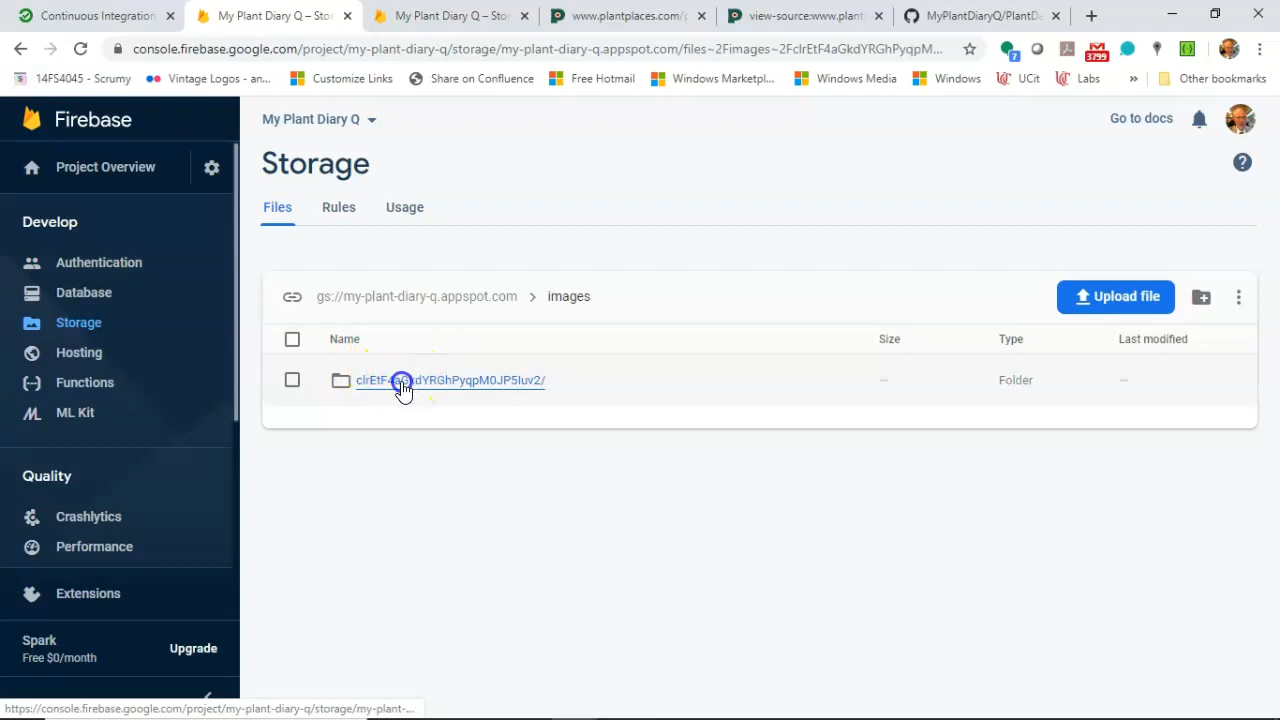 Continuous Integration
My Plant Diary Q – Sto
My Plant Diary Q – Sto
www.plantplaces.com/p
view-source:www.plant
MyPlantDiaryQ/PlantDa
console.firebase.google.com/project/my-plant-diary-q/storage/my-plant-diary-q.appspot.com/files~2Fimages~2FclrEtF4aGkdYRGhPyqpM...
7
3799
14FS4045 - Scrumy
Vintage Logos - an...
Customize Links
Share on Confluence
Free Hotmail
Windows Marketpl...
Windows Media
Windows
UCit
Labs
»
Other bookmarks
Firebase
My Plant Diary Q
Go to docs
Project Overview
Storage
Files
Rules
Usage
Develop
Authentication
Database
Storage
Hosting
Functions
ML Kit
gs://my-plant-diary-q.appspot.com > images
Upload file
Name
Size
Type
Last modified
clrEtF4aGkdYRGhPyqpM0JP5Iuv2/
—
Folder
—
Quality
Crashlytics
Performance
Extensions
Spark
Free $0/month
Upgrade
https://console.firebase.google.com/project/my-plant-diary-q/storage/my-plant-...